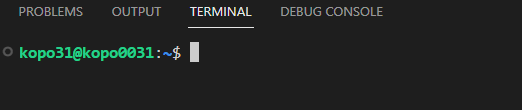 PROBLEMS OUTPUT TERMINAL DEBUG CONSOLE
kopo31@kopo0031:~$